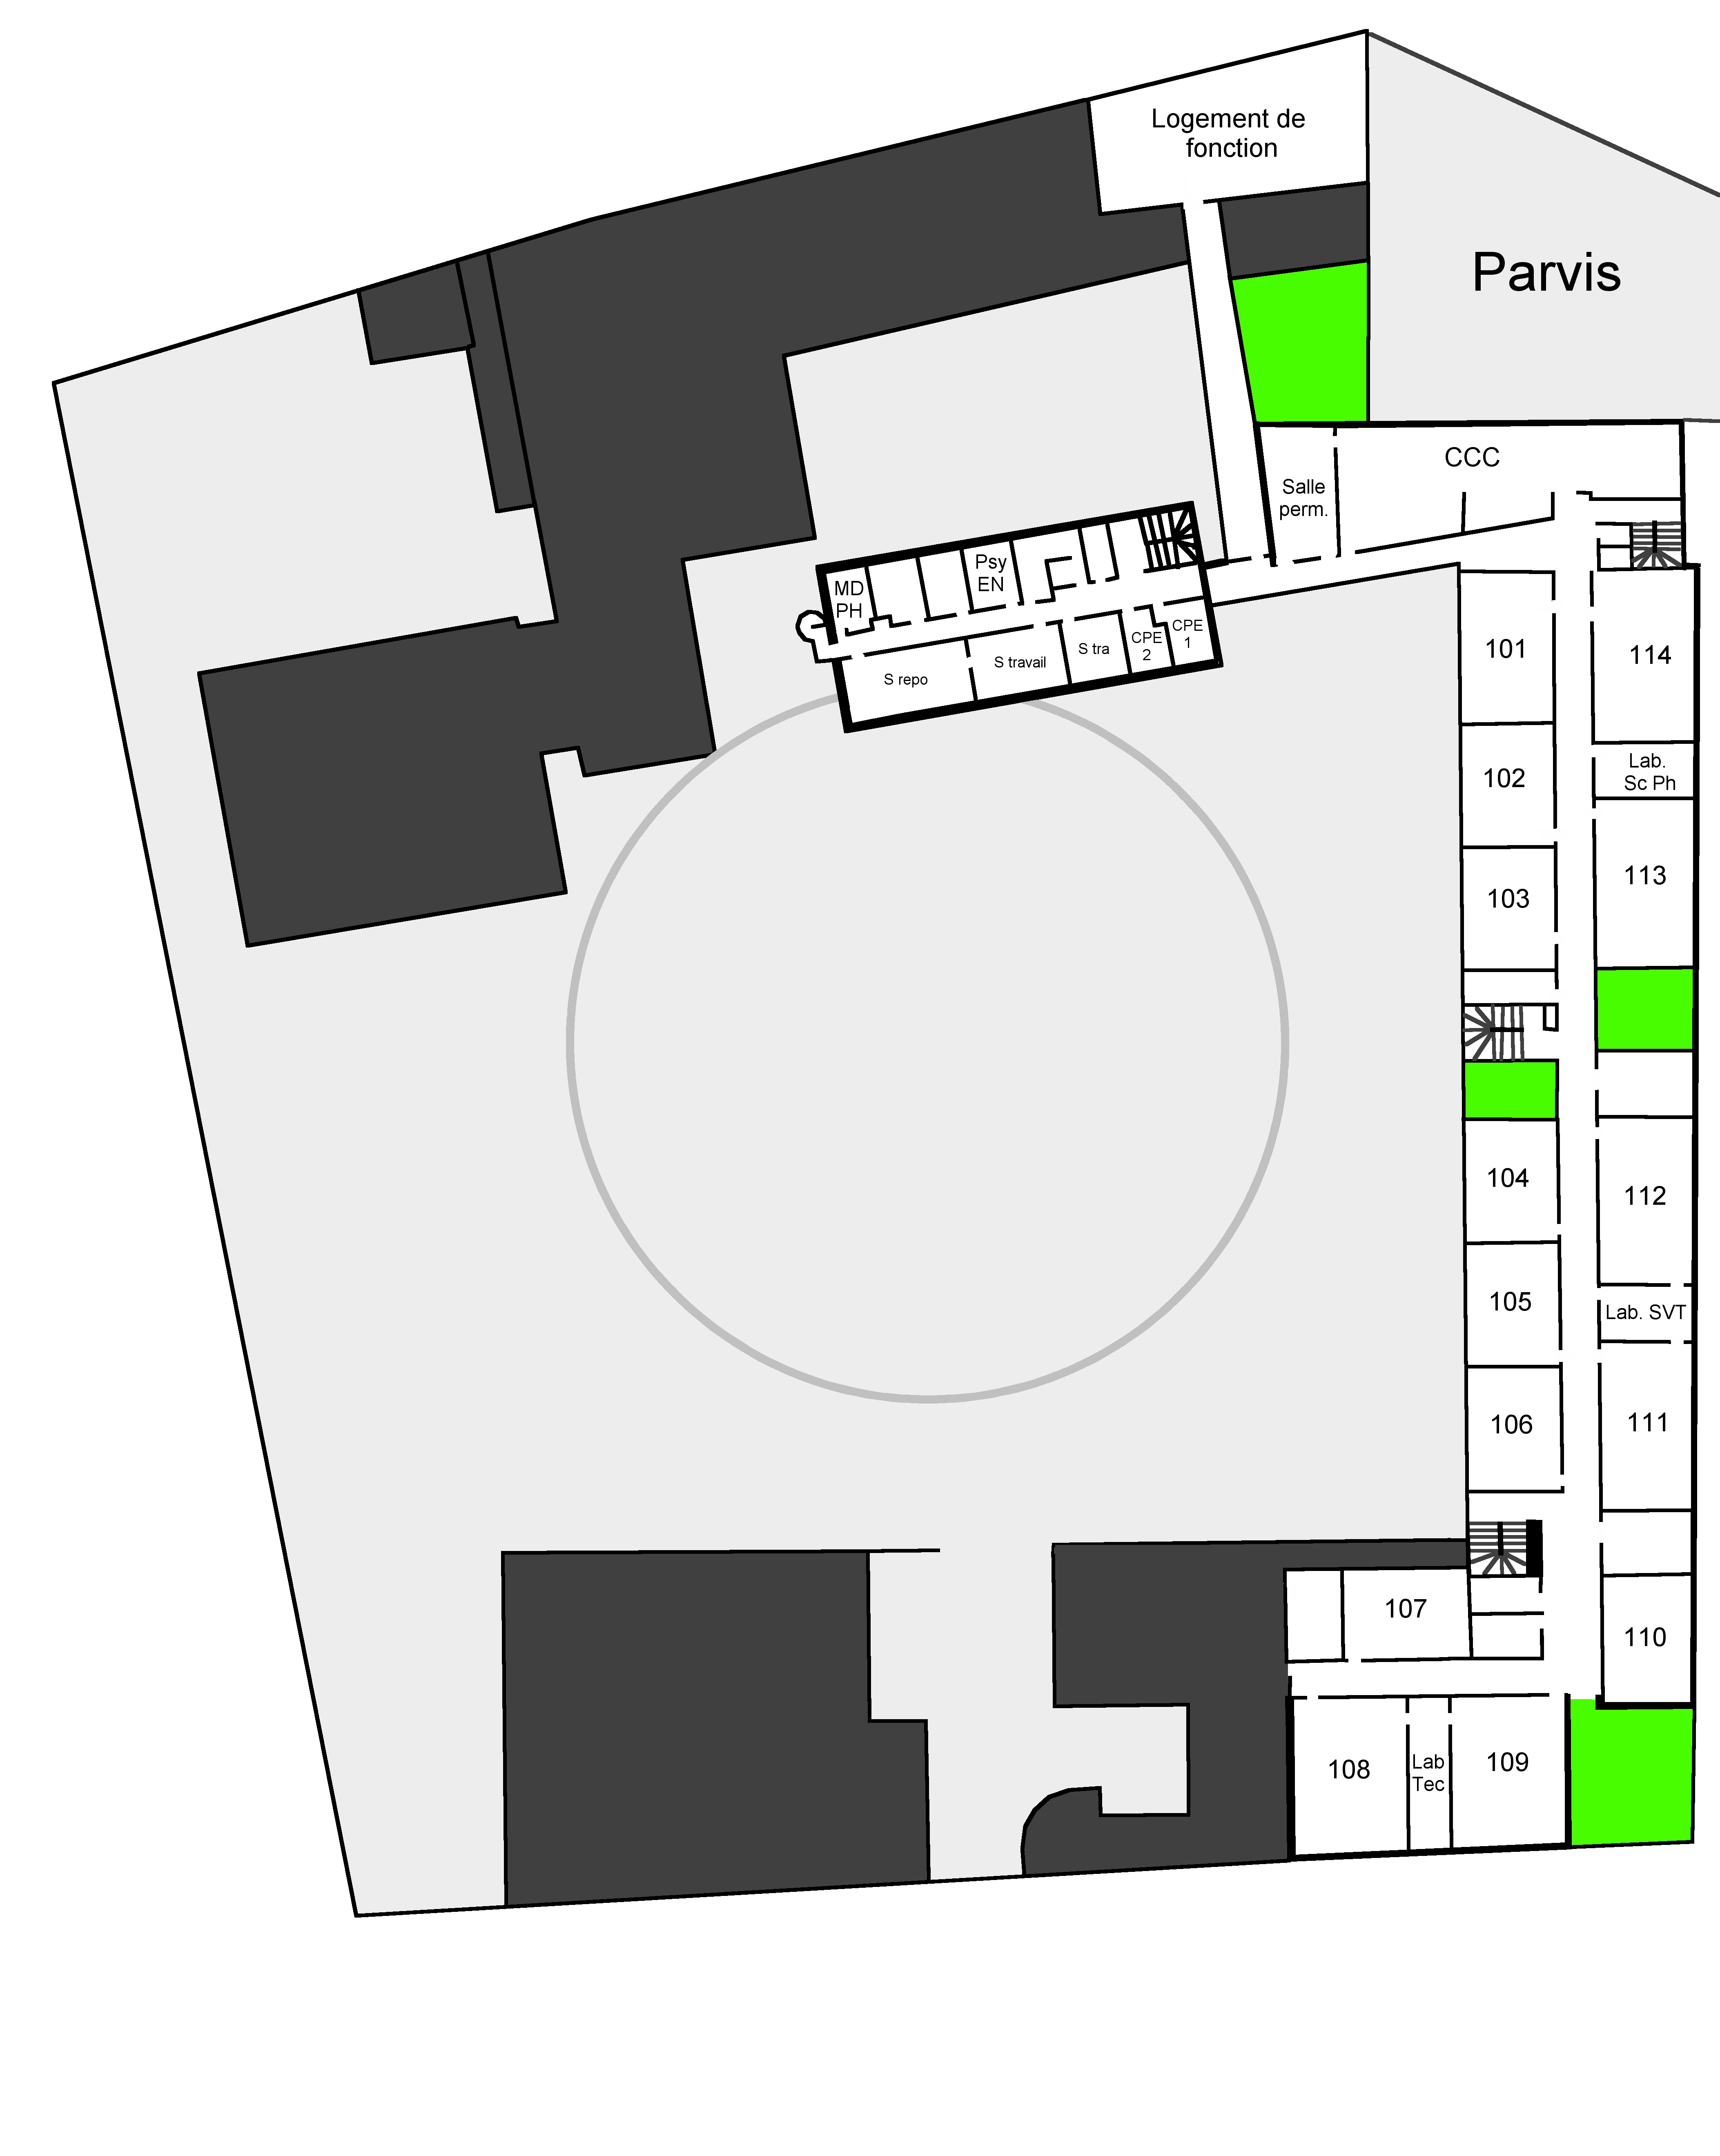 Logement de
fonction
Parvis
CCC
Salle
perm.
Psy
EN
MD
PH
CPE
1
CPE
2
S tra
S travail
S repo
101
114
102
Lab.
Sc Ph
103
113
104
112
105
Lab. SVT
106
111
107
110
108
Lab
Tec
109